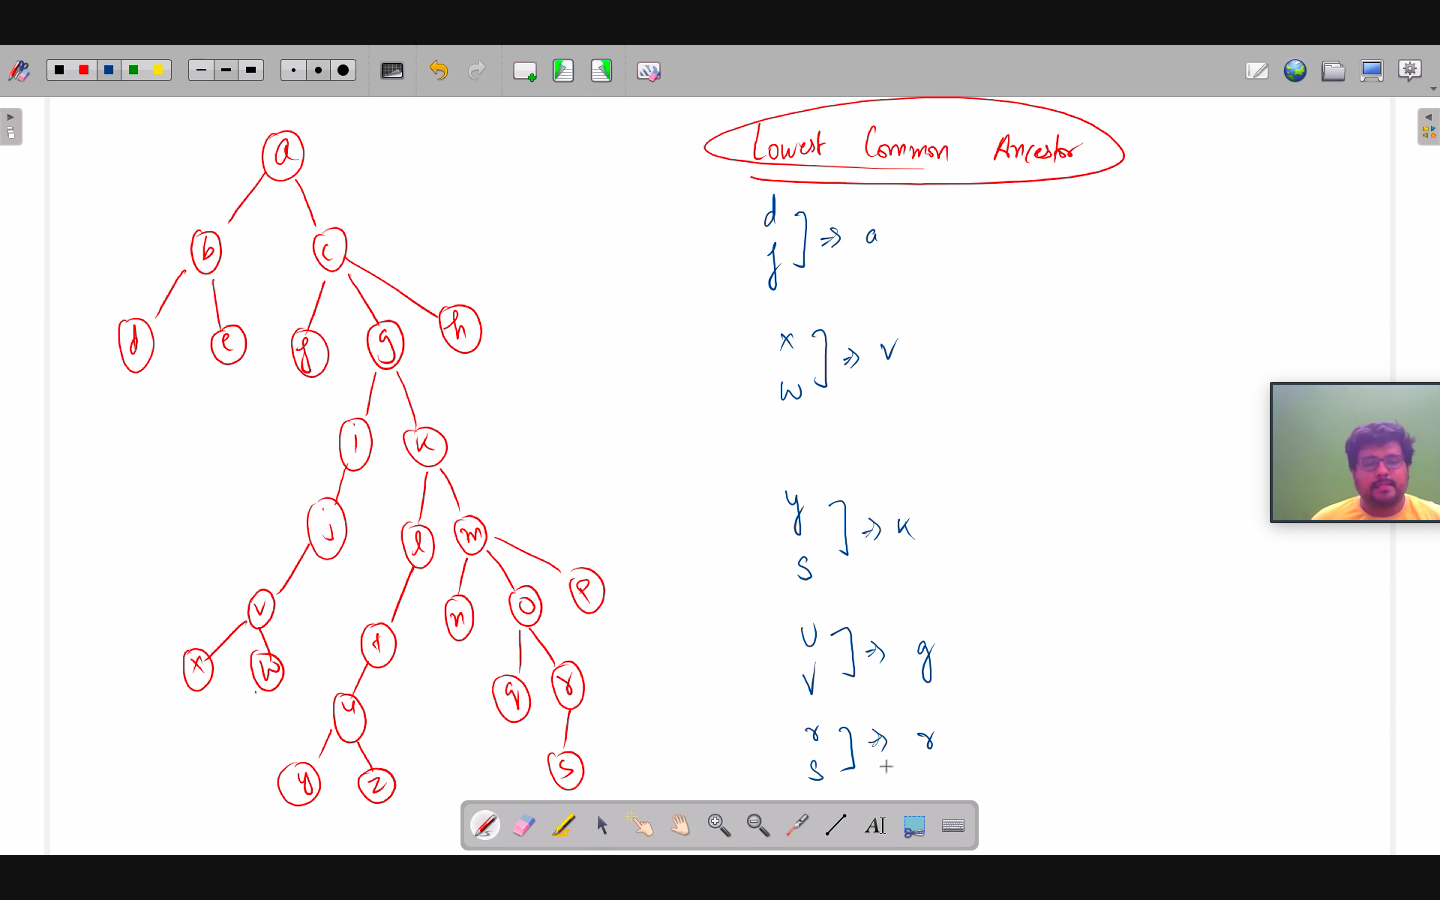 Lowest Common Ancestor
a
b c
d e f g h
i k
j l m
v n o p
x w t q r
u s
y z
d
f ⇒ a
x
w ⇒ v
y
s ⇒ k
u
v ⇒ g
r
s ⇒ r
AI